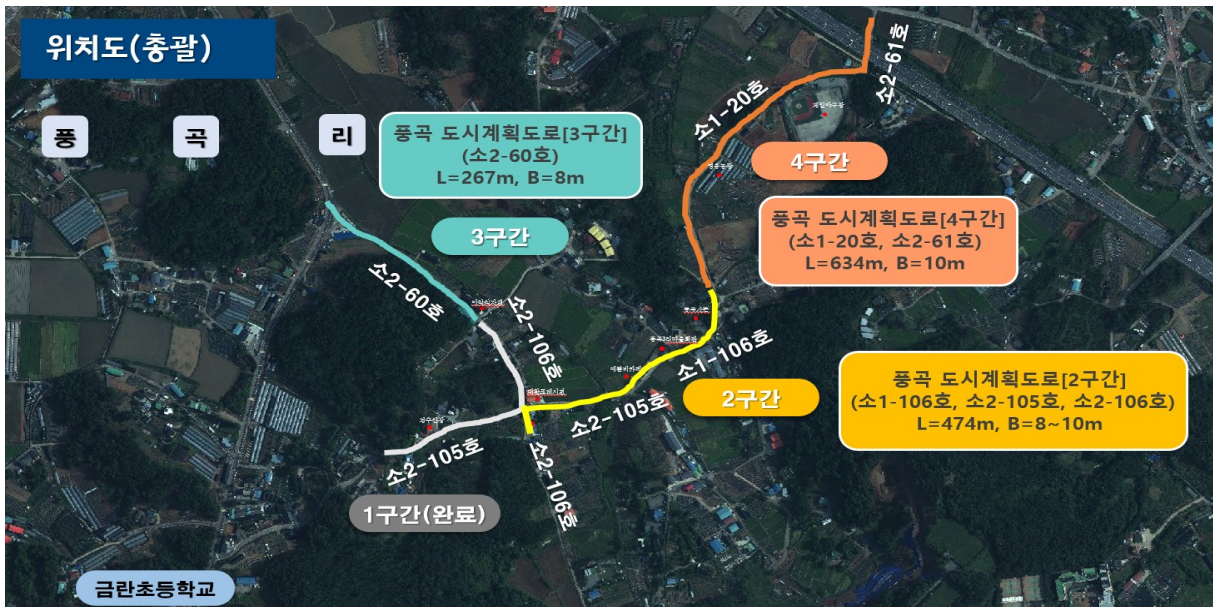 위치도(총괄)
풍 곡 리
소2-61호
소1-20호
풍곡 도시계획도로[3구간]
(소2-60호)
L=267m, B=8m
4구간
풍곡 도시계획도로[4구간]
(소1-20호, 소2-61호)
L=634m, B=10m
3구간
소2-60호
소2-106호
소1-106호
소2-105호
2구간
풍곡 도시계획도로[2구간]
(소1-106호, 소2-105호, 소2-106호)
L=474m, B=8~10m
소2-105호
소2-106호
1구간(완료)
금란초등학교